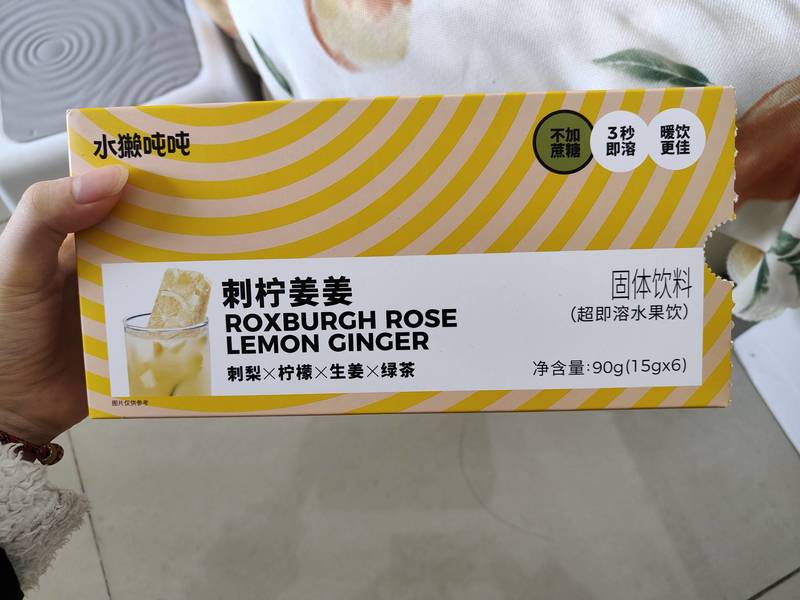 水獭吨吨
不加
蔗糖
3秒
即溶
暖饮
更佳
刺柠姜姜
ROXBURGH ROSE
LEMON GINGER
刺梨×柠檬×生姜×绿茶
固体饮料
(超即溶水果饮)
净含量:90g(15gx6)
图片仅供参考